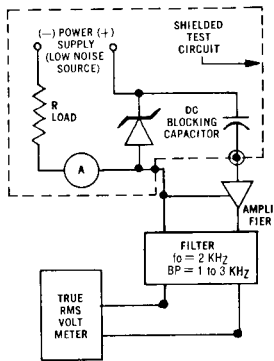 (−) POWER (+)
SUPPLY
(LOW NOISE
SOURCE)
SHIELDED
TEST
CIRCUIT
R
LOAD
DC
BLOCKING
CAPACITOR
A
AMPLI
FIER
FILTER
fo = 2 KHz
BP = 1 to 3 KHz
TRUE
RMS
VOLT
METER